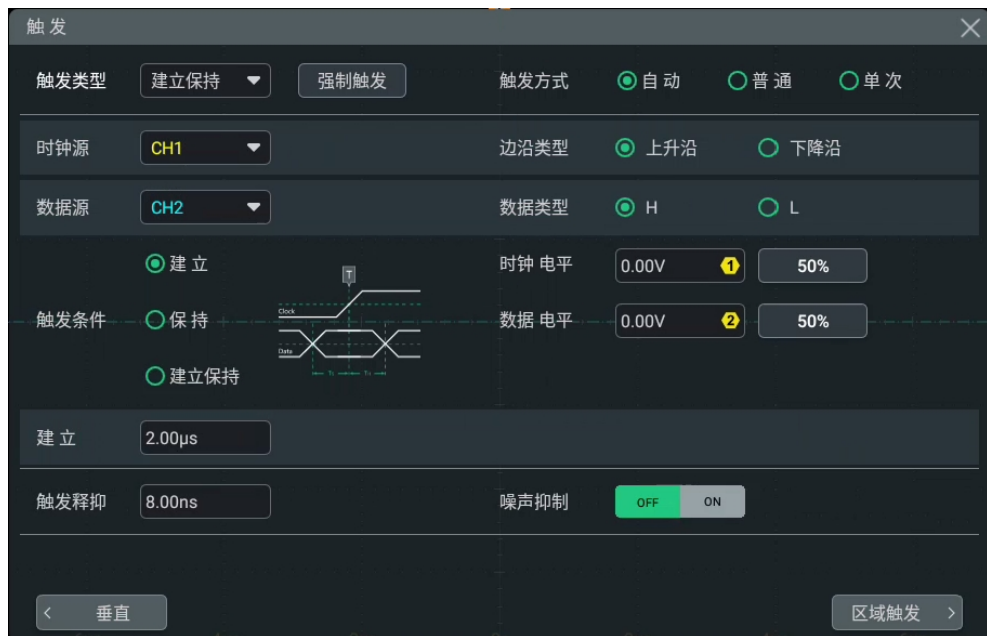 触 发
触发类型 建立保持 强制触发 触发方式 自 动 普 通 单 次
时钟源 CH1 边沿类型 上升沿 下降沿
数据源 CH2 数据类型 H L
建 立 时钟 电平 0.00V 1 50%
T
Clock
触发条件 保 持 数据 电平 0.00V 2 50%
Data
建立保持
建 立 2.00μs
触发释抑 8.00ns 噪声抑制 OFF ON
< 垂直 区域触发 >